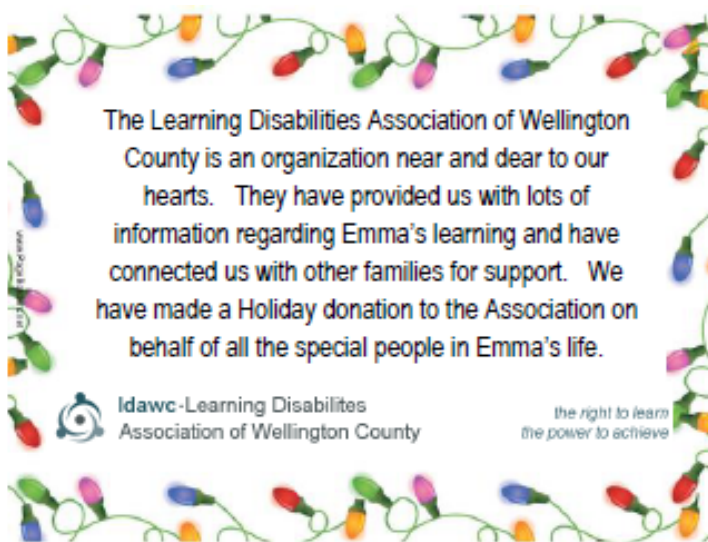 The Learning Disabilities Association of Wellington
County is an organization near and dear to our
hearts. They have provided us with lots of
information regarding Emma's learning and have
connected us with other families for support. We
have made a Holiday donation to the Association on
behalf of all the special people in Emma's life.
ldawc-Learning Disabilites
Association of Wellington County
the right to learn
the power to achieve